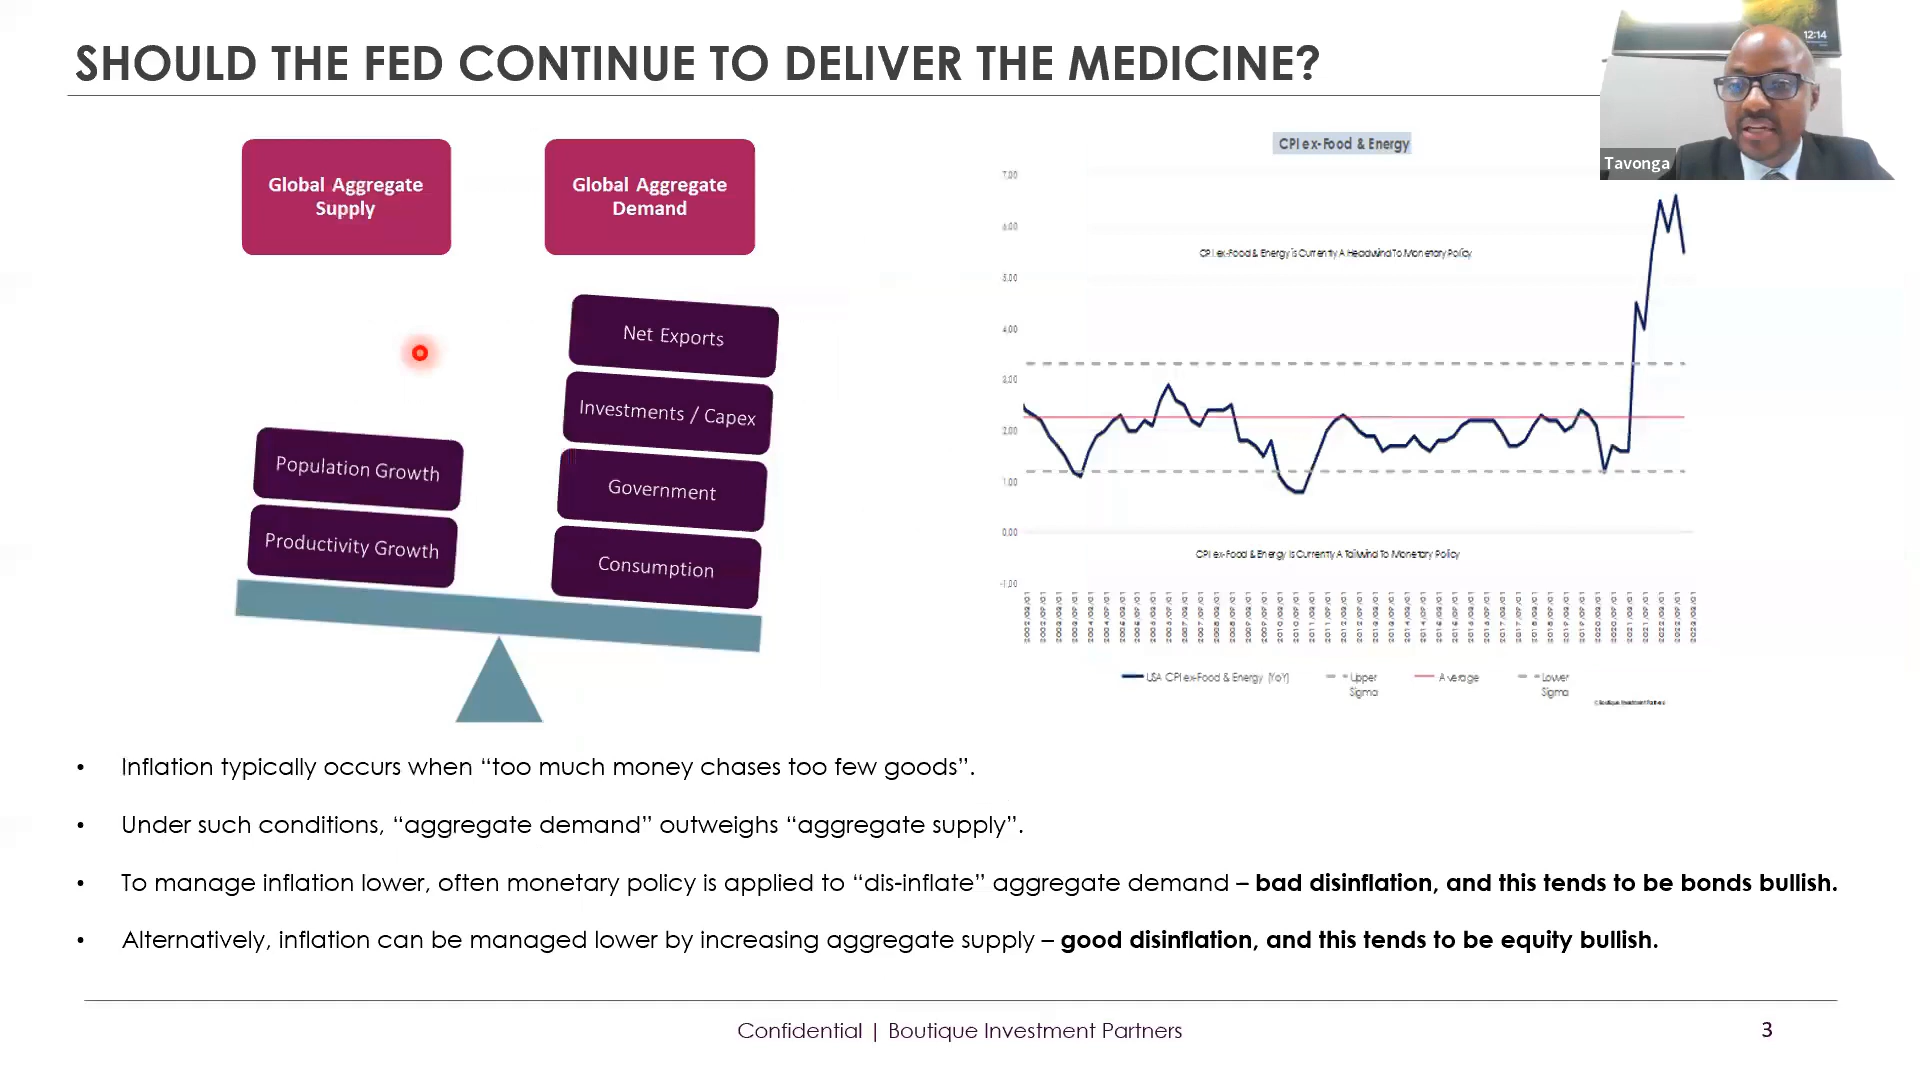 SHOULD THE FED CONTINUE TO DELIVER THE MEDICINE?
12:14
Tavonga
Global Aggregate
Supply
Global Aggregate
Demand
Net Exports
Investments / Capex
Government
Consumption
Population Growth
Productivity Growth
CPI ex-Food & Energy
7,00
6,00
5,00
4,00
3,00
2,00
1,00
0,00
-1,00
CPI ex-Food & Energy is Currently A Headwind To Monetary Policy
CPI ex-Food & Energy is Currently A Tailwind To Monetary Policy
USA CPI ex-Food & Energy (YoY)
Upper
Sigma
Average
Lower
Sigma
• Inflation typically occurs when “too much money chases too few goods”.
• Under such conditions, “aggregate demand” outweighs “aggregate supply”.
• To manage inflation lower, often monetary policy is applied to “dis-inflate” aggregate demand – bad disinflation, and this tends to be bonds bullish.
• Alternatively, inflation can be managed lower by increasing aggregate supply – good disinflation, and this tends to be equity bullish.
Confidential | Boutique Investment Partners
3